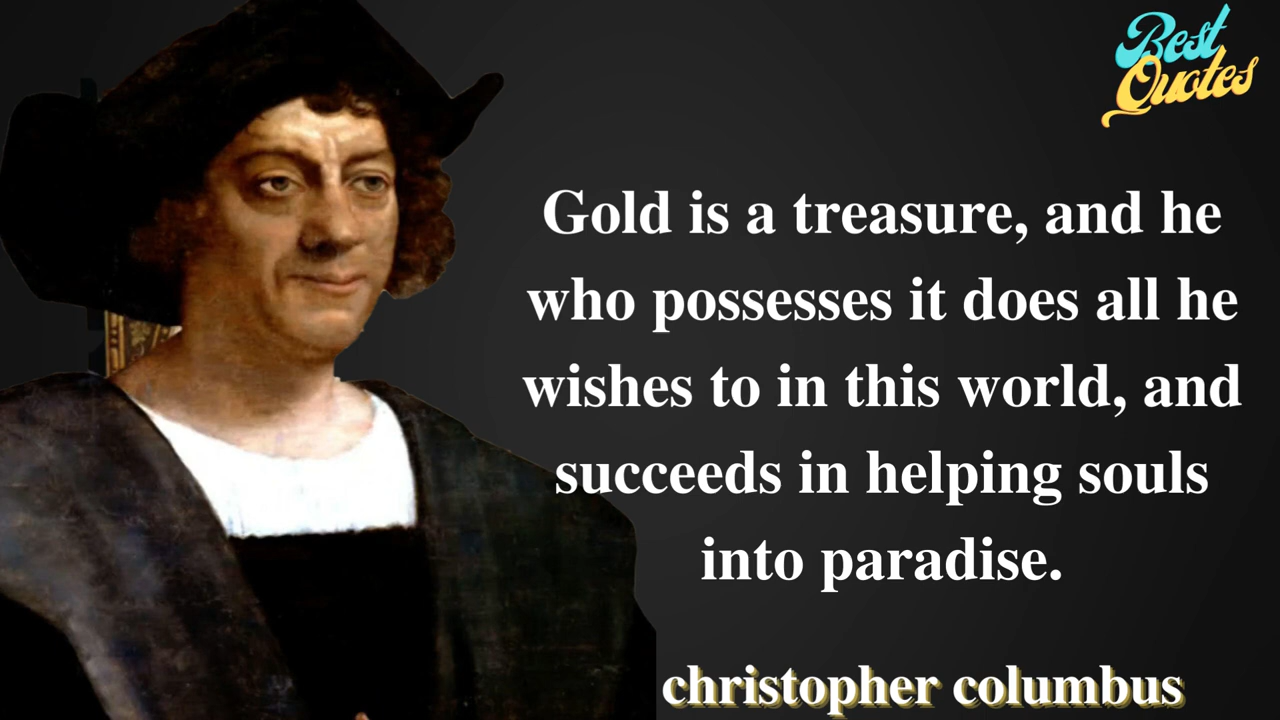 Best
Quotes
Gold is a treasure, and he
who possesses it does all he
wishes to in this world, and
succeeds in helping souls
into paradise.
christopher columbus